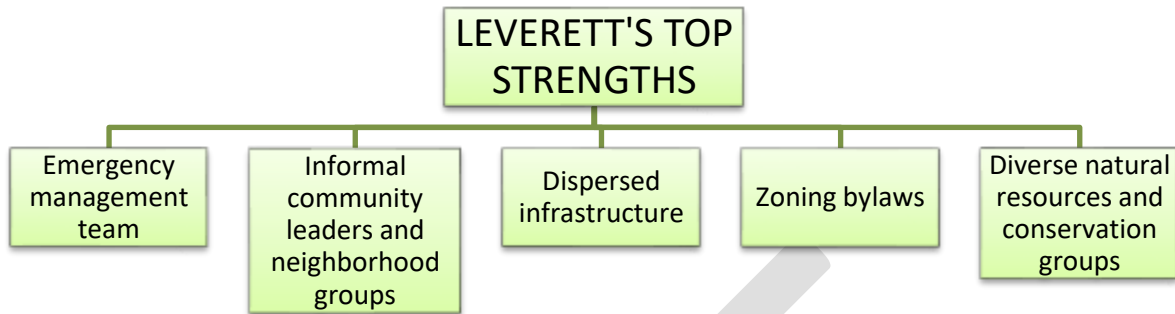 LEVERETT'S TOP
STRENGTHS
Emergency
management
team
Informal
community
leaders and
neighborhood
groups
Dispersed
infrastructure
Zoning bylaws
Diverse natural
resources and
conservation
groups